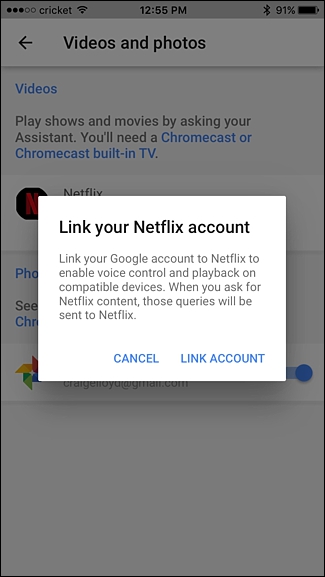 cricket 12:55 PM 91%
Videos and photos
Videos
Play shows and movies by asking your
Assistant. You'll need a Chromecast or
Chromecast built-in TV.
N Netflix
Link your Netflix account
Link your Google account to Netflix to
enable voice control and playback on
compatible devices. When you ask for
Netflix content, those queries will be
sent to Netflix.
CANCEL LINK ACCOUNT
Pho
See
Chr
craiglloyd@gmail.com